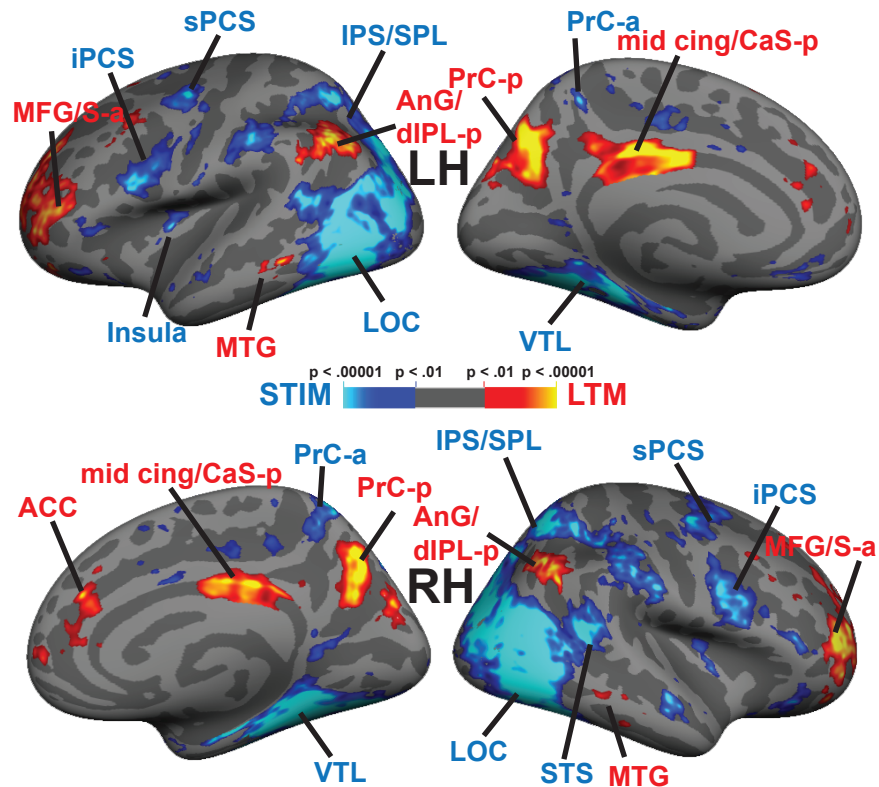 sPCS
IPS/SPL
PrC-a
mid cing/CaS-p
iPCS
PrC-p
MFG/S-a
AnG/
dIPL-p
LH
Insula
MTG
LOC
VTL
p < .00001 p < .01 p < .01 p < .00001
STIM LTM
IPS/SPL
sPCS
PrC-a
mid cing/CaS-p
PrC-p
iPCS
ACC
AnG/
dIPL-p
MFG/S-a
RH
LOC
VTL
STS
MTG